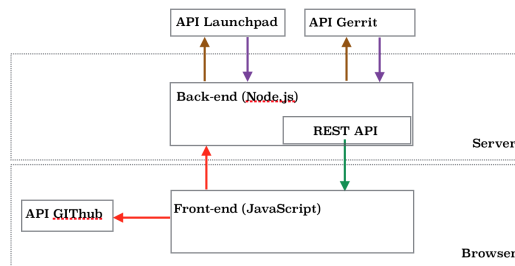 API Launchpad
API Gerrit
Back-end (Node.js)
REST API
Server
Front-end (JavaScript)
API GIThub
Browser